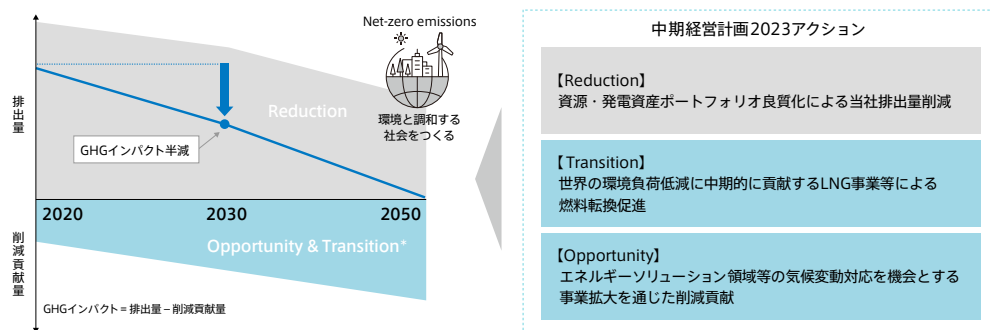 Net-zero emissions
環境と調和する
社会をつくる
排出量
Reduction
GHGインパクト半減
2020
2030
2050
Opportunity & Transition*
削減貢献量
GHGインパクト = 排出量 − 削減貢献量
中期経営計画2023アクション
【Reduction】
資源・発電資産ポートフォリオ良質化による当社排出量削減
【Transition】
世界の環境負荷低減に中期的に貢献するLNG事業等による
燃料転換促進
【Opportunity】
エネルギーソリューション領域等の気候変動対応を機会とする
事業拡大を通じた削減貢献